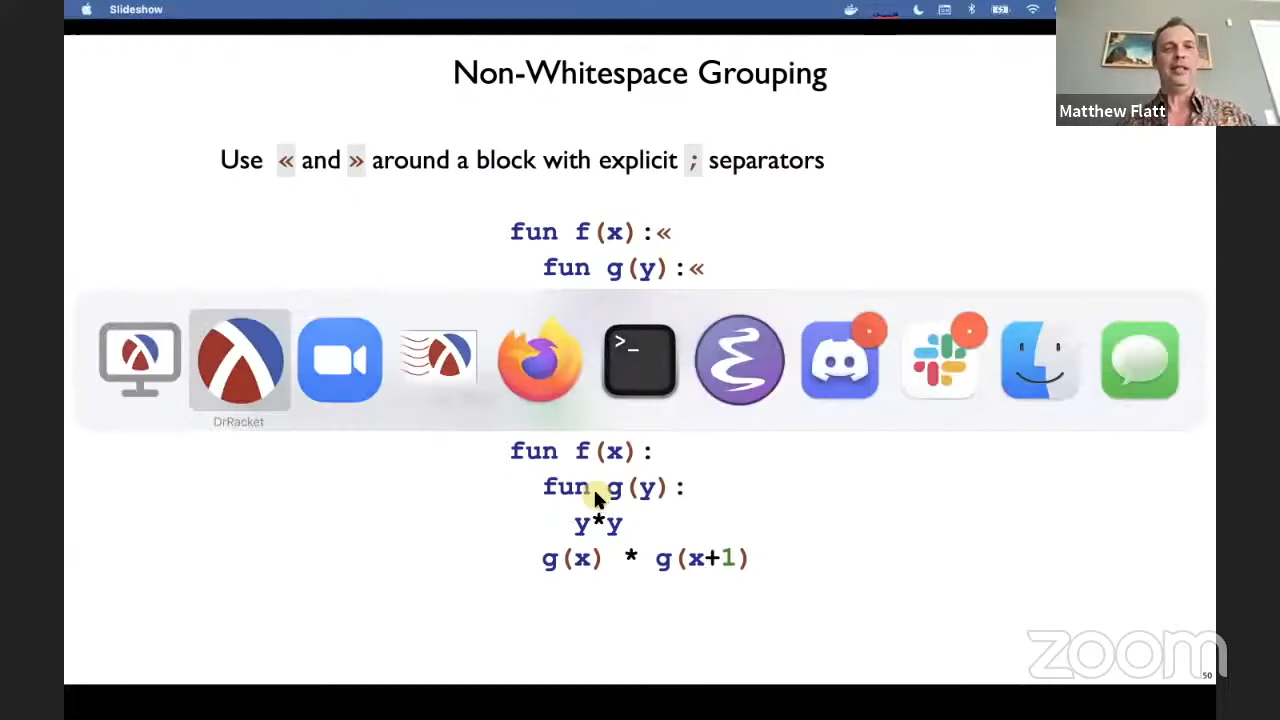 Slideshow
Non-Whitespace Grouping
Matthew Flatt
Use « and » around a block with explicit ; separators
fun f(x):«
fun g(y):«
>_
DrRacket
fun f(x):
fun g(y):
y*y
g(x) * g(x+1)
zoom
50